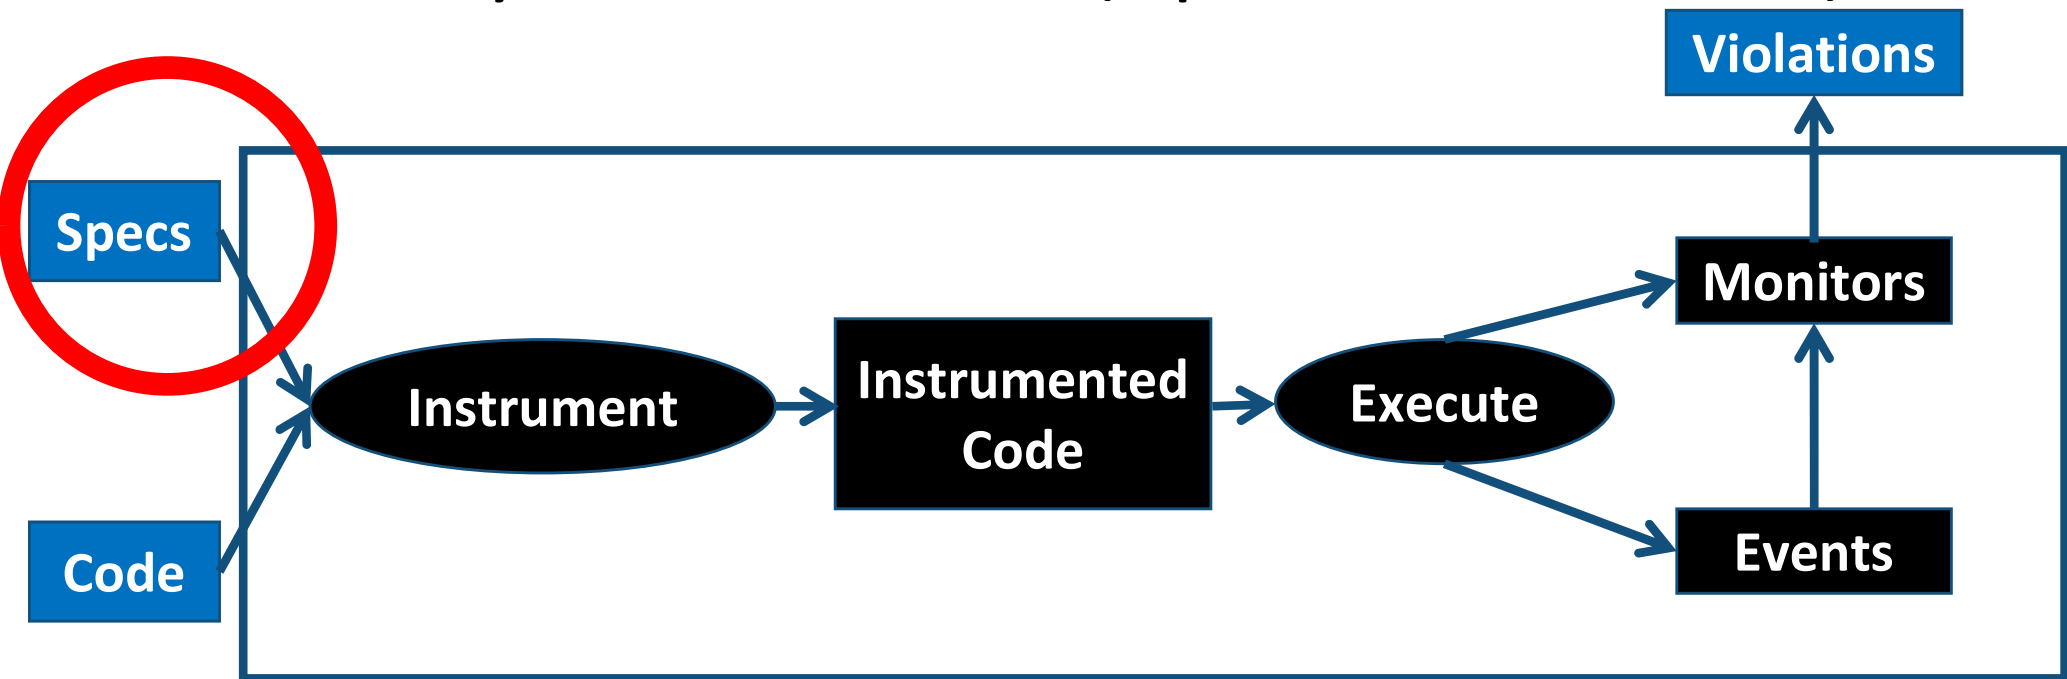 Violations
Specs
Monitors
Instrument
Instrumented
Code
Execute
Events
Code